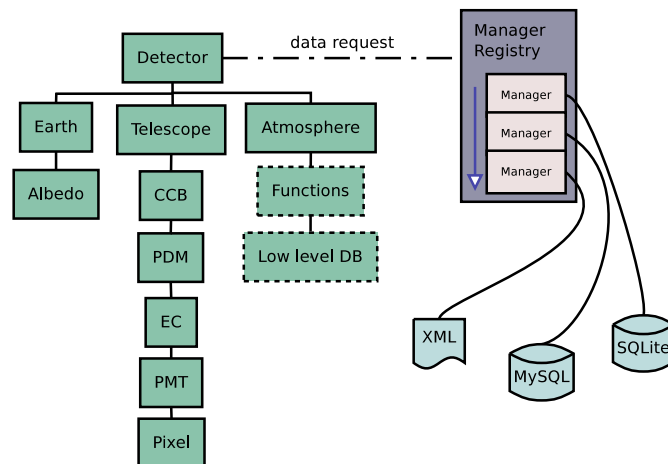 Detector
data request
Manager
Registry
Manager
Manager
Manager
Earth
Telescope
Atmosphere
Albedo
CCB
Functions
PDM
Low level DB
EC
PMT
Pixel
XML
MySQL
SQLite